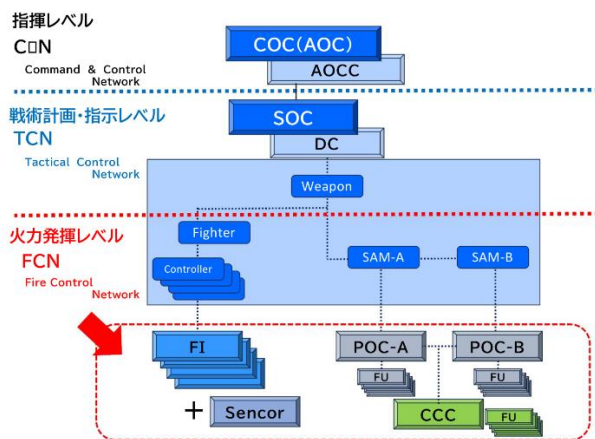 指揮レベル
C□N
Command & Control
Network
COC(AOC)
AOCC
戦術計画・指示レベル
TCN
Tactical Control
Network
SOC
DC
Weapon
火力発揮レベル
FCN
Fire Control
Network
Fighter
Controller
SAM-A
SAM-B
FI
POC-A
POC-B
FU
FU
+
Sencor
CCC
FU